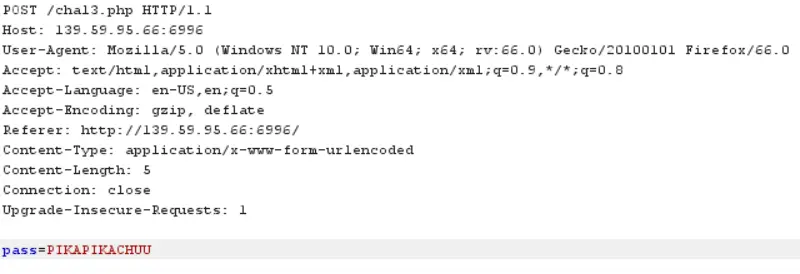 POST /chal3.php HTTP/1.1
Host: 139.59.95.66:6996
User-Agent: Mozilla/5.0 (Windows NT 10.0; Win64; x64; rv:66.0) Gecko/20100101 Firefox/66.0
Accept: text/html,application/xhtml+xml,application/xml;q=0.9,*/*;q=0.8
Accept-Language: en-US,en;q=0.5
Accept-Encoding: gzip, deflate
Referer: http://139.59.95.66:6996/
Content-Type: application/x-www-form-urlencoded
Content-Length: 5
Connection: close
Upgrade-Insecure-Requests: 1
pass=PIKAPIKACHUU